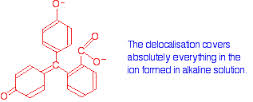 O⁻
C
O
O⁻
C
O
The delocalisation covers
absolutely everything in the
ion formed in alkaline solution.